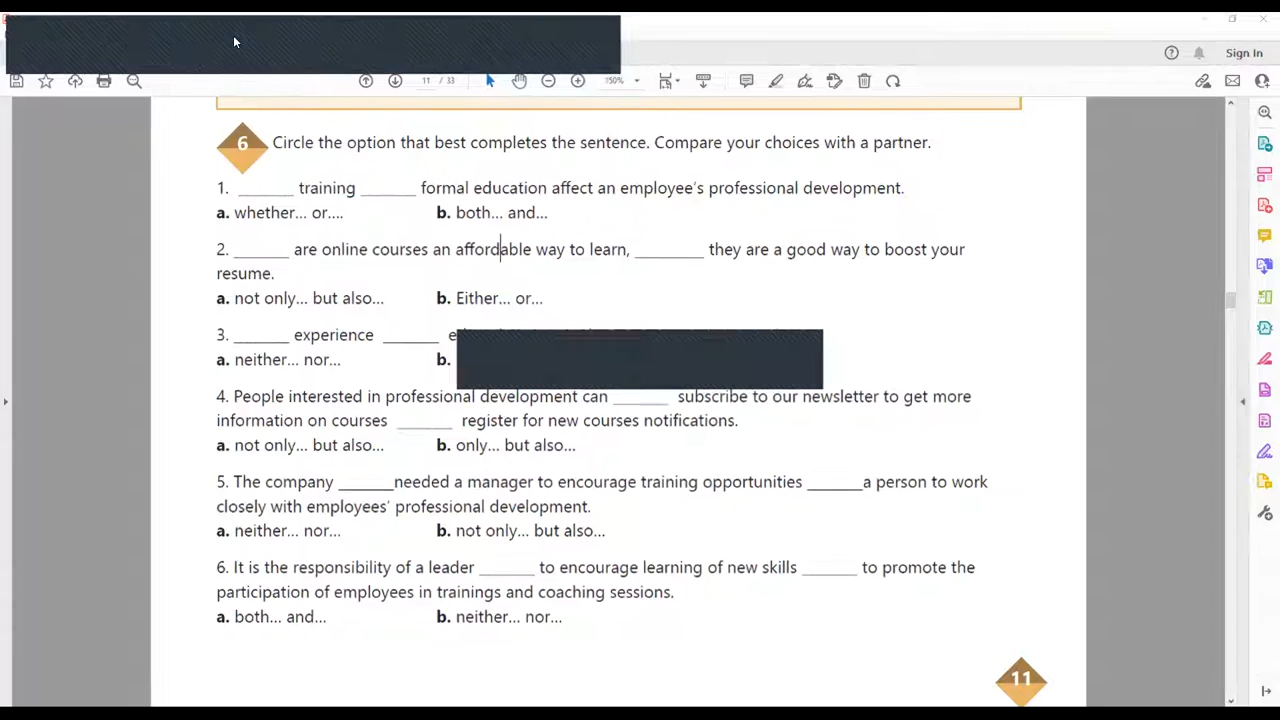 Sign In
11 / 33
150%
6 Circle the option that best completes the sentence. Compare your choices with a partner.
1. _______ training _______ formal education affect an employee's professional development.
a. whether... or.... b. both... and...
2. _______ are online courses an affordable way to learn, _________ they are a good way to boost your
resume.
a. not only... but also... b. Either... or...
3. _______ experience _______
a. neither... nor... b.
4. People interested in professional development can _______ subscribe to our newsletter to get more
information on courses _______ register for new courses notifications.
a. not only... but also... b. only... but also...
5. The company _______needed a manager to encourage training opportunities _______a person to work
closely with employees' professional development.
a. neither... nor... b. not only... but also...
6. It is the responsibility of a leader _______ to encourage learning of new skills _______ to promote the
participation of employees in trainings and coaching sessions.
a. both... and... b. neither... nor...
11